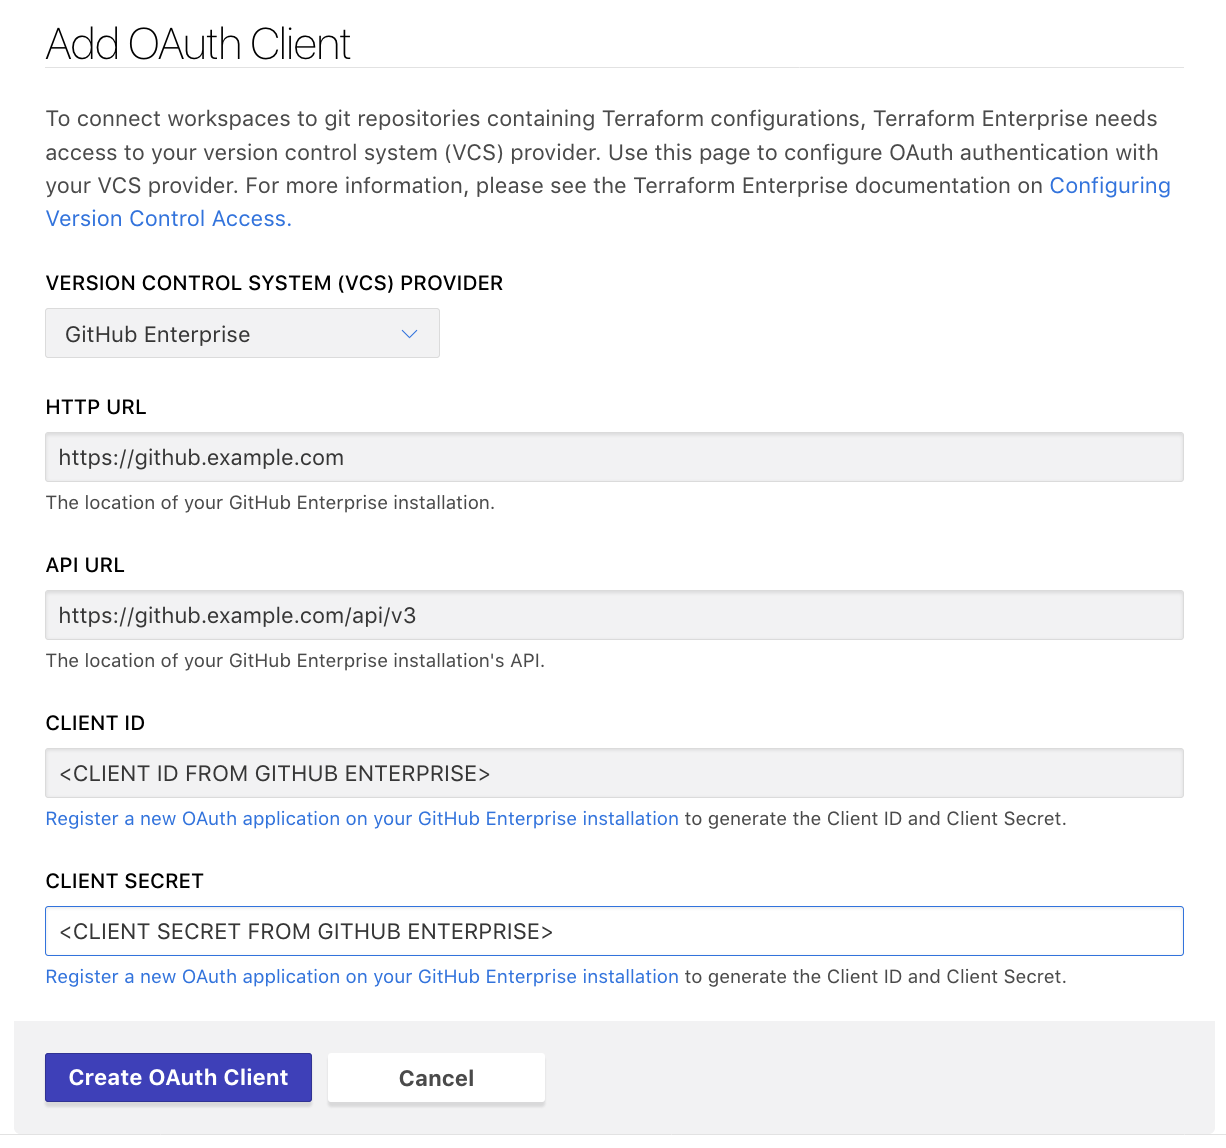 Add OAuth Client
To connect workspaces to git repositories containing Terraform configurations, Terraform Enterprise needs
access to your version control system (VCS) provider. Use this page to configure OAuth authentication with
your VCS provider. For more information, please see the Terraform Enterprise documentation on Configuring
Version Control Access.
VERSION CONTROL SYSTEM (VCS) PROVIDER
GitHub Enterprise
HTTP URL
https://github.example.com
The location of your GitHub Enterprise installation.
API URL
https://github.example.com/api/v3
The location of your GitHub Enterprise installation's API.
CLIENT ID
<CLIENT ID FROM GITHUB ENTERPRISE>
Register a new OAuth application on your GitHub Enterprise installation to generate the Client ID and Client Secret.
CLIENT SECRET
<CLIENT SECRET FROM GITHUB ENTERPRISE>
Register a new OAuth application on your GitHub Enterprise installation to generate the Client ID and Client Secret.
Create OAuth Client
Cancel